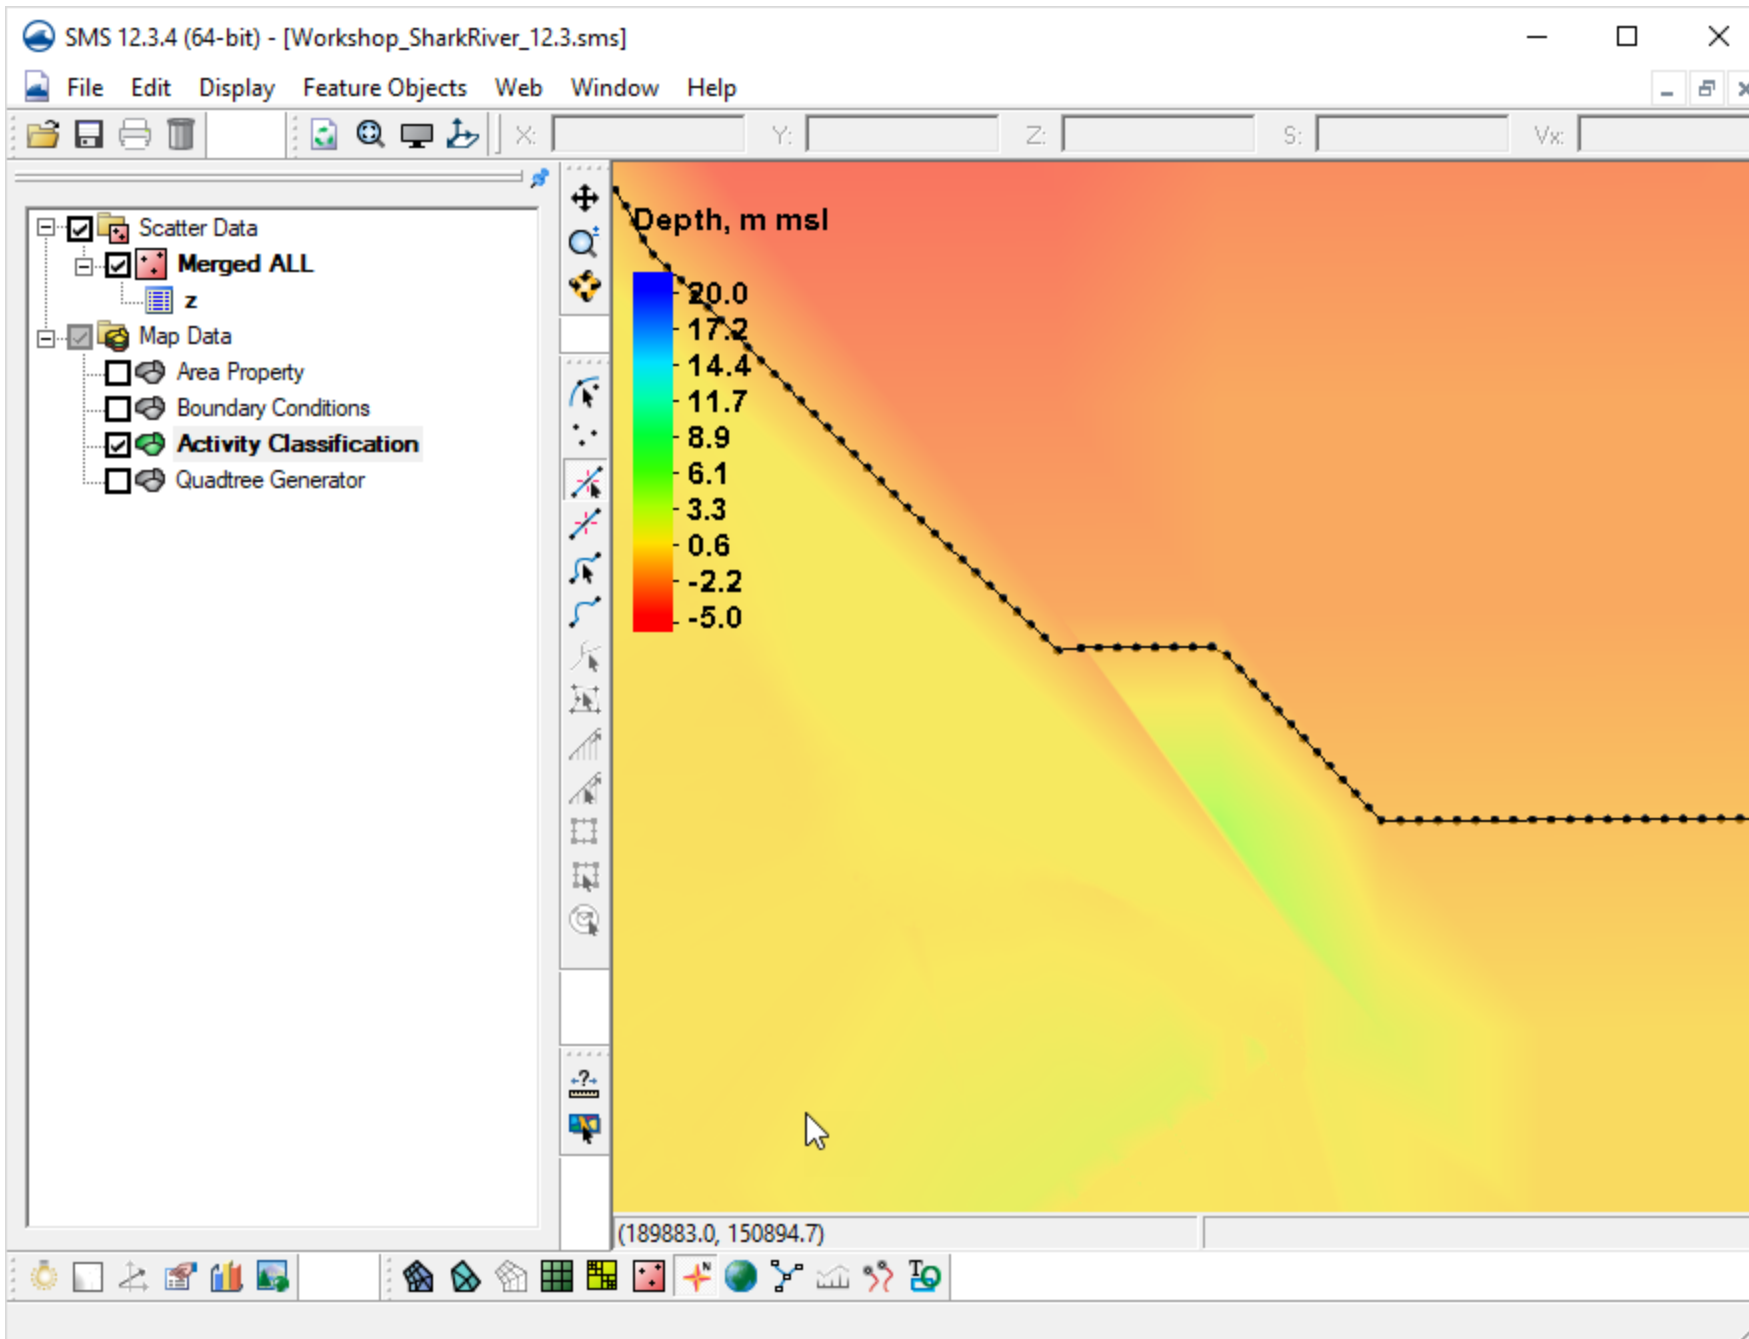 SMS 12.3.4 (64-bit) - [Workshop_SharkRiver_12.3.sms]
File Edit Display Feature Objects Web Window Help
X: Y: Z: S: Vx:
Scatter Data
Merged ALL
z
Map Data
Area Property
Boundary Conditions
Activity Classification
Quadtree Generator
Depth, m msl
20.0
17.2
14.4
11.7
8.9
6.1
3.3
0.6
-2.2
-5.0
(189883.0, 150894.7)